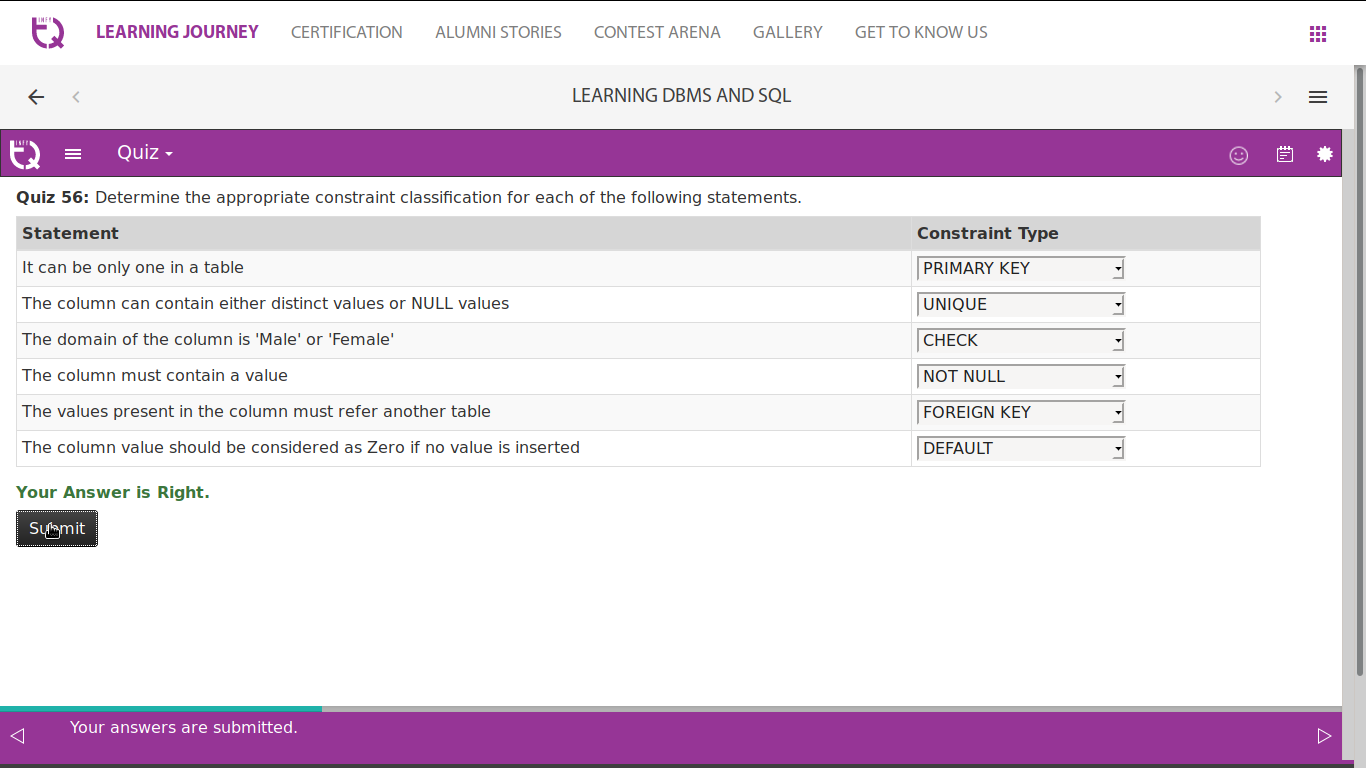 INFY
TQ
LEARNING JOURNEY CERTIFICATION ALUMNI STORIES CONTEST ARENA GALLERY GET TO KNOW US
LEARNING DBMS AND SQL
INFY
TQ
Quiz
Quiz 56: Determine the appropriate constraint classification for each of the following statements.
Statement Constraint Type
It can be only one in a table PRIMARY KEY
The column can contain either distinct values or NULL values UNIQUE
The domain of the column is 'Male' or 'Female' CHECK
The column must contain a value NOT NULL
The values present in the column must refer another table FOREIGN KEY
The column value should be considered as Zero if no value is inserted DEFAULT
Your Answer is Right.
Submit
Your answers are submitted.